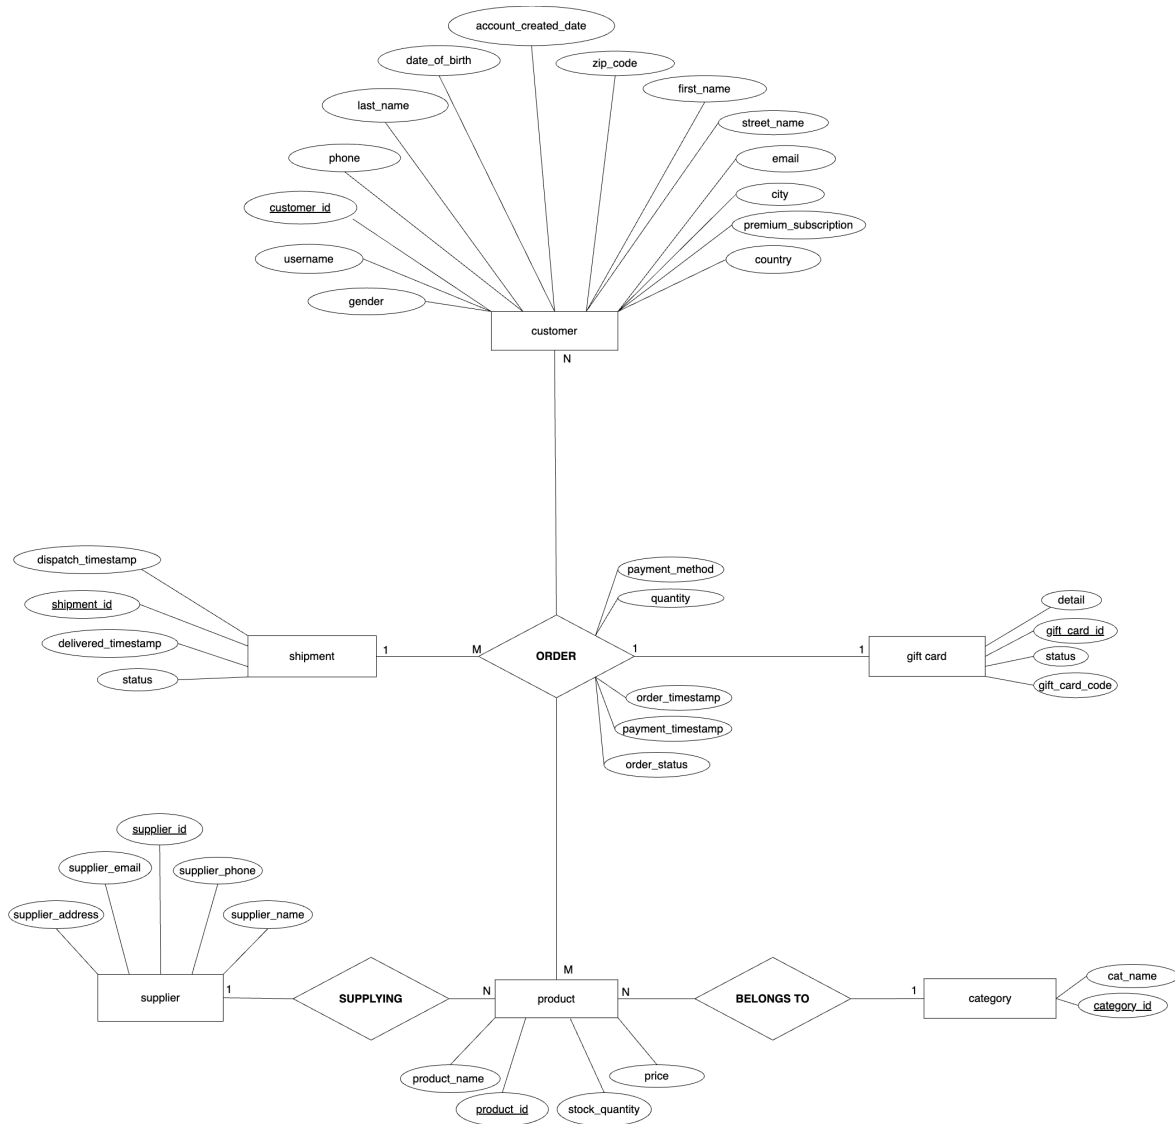 account_created_date
date_of_birth
zip_code
last_name
first_name
street_name
phone
email
city
customer_id
premium_subscription
username
country
gender
customer
N
dispatch_timestamp
payment_method
shipment_id
quantity
detail
gift_card_id
delivered_timestamp
shipment
1
M
ORDER
1
1
gift card
status
status
gift_card_code
order_timestamp
payment_timestamp
order_status
supplier_id
supplier_email
supplier_phone
supplier_address
supplier_name
M
supplier
1
SUPPLYING
N
product
N
BELONGS TO
1
category
cat_name
category_id
product_name
price
product_id
stock_quantity